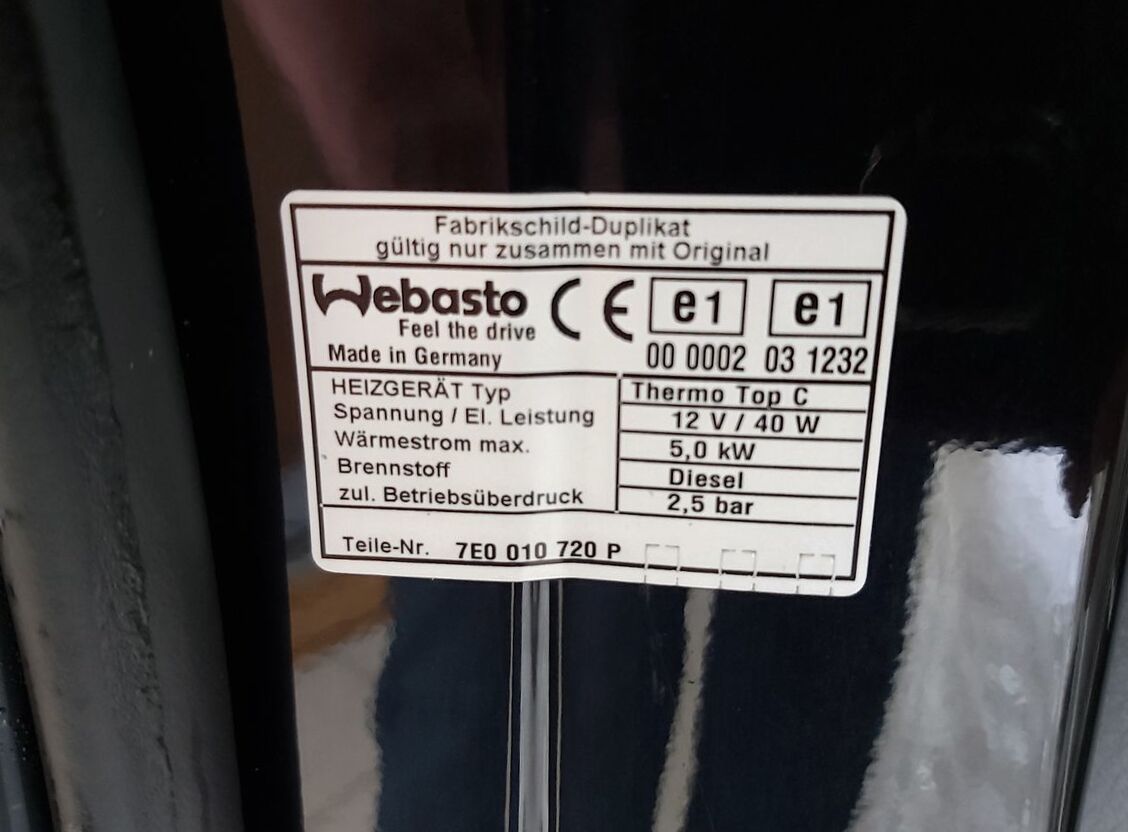 Fabrikschild-Duplikat
gültig nur zusammen mit Original
Webasto CE e1 e1
Feel the drive
Made in Germany 00 0002 03 1232
HEIZGERÄT Typ Thermo Top C
Spannung / El. Leistung 12 V / 40 W
Wärmestrom max. 5,0 kW
Brennstoff Diesel
zul. Betriebsüberdruck 2,5 bar
Teile-Nr. 7E0 010 720 P